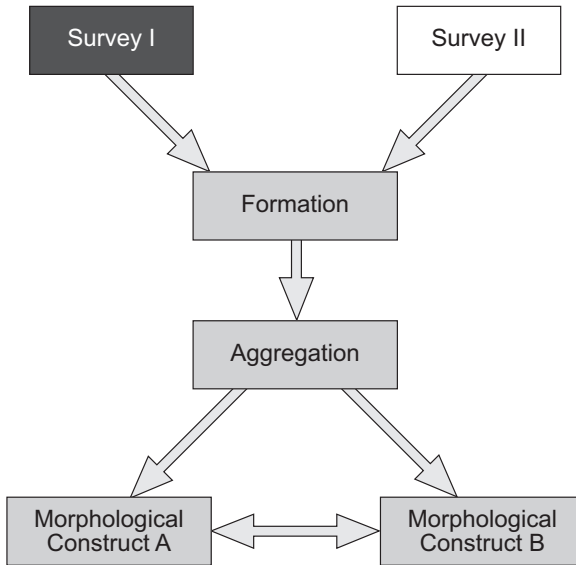 Survey I
Survey II
Formation
Aggregation
Morphological
Construct A
Morphological
Construct B